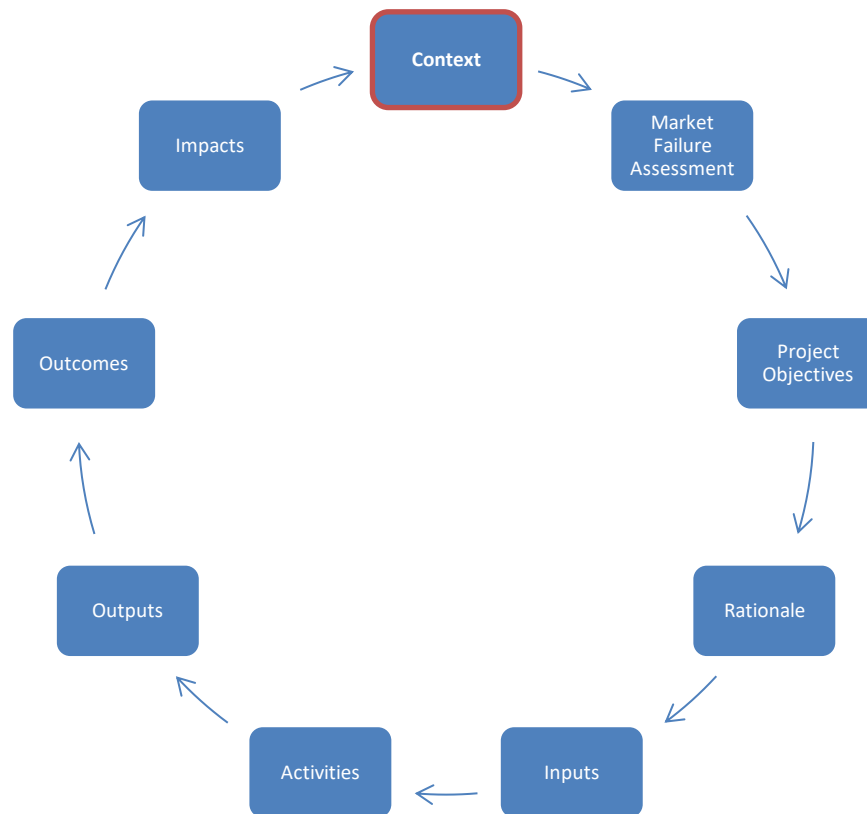 Context
Market
Failure
Assessment
Project
Objectives
Rationale
Inputs
Activities
Outputs
Outcomes
Impacts